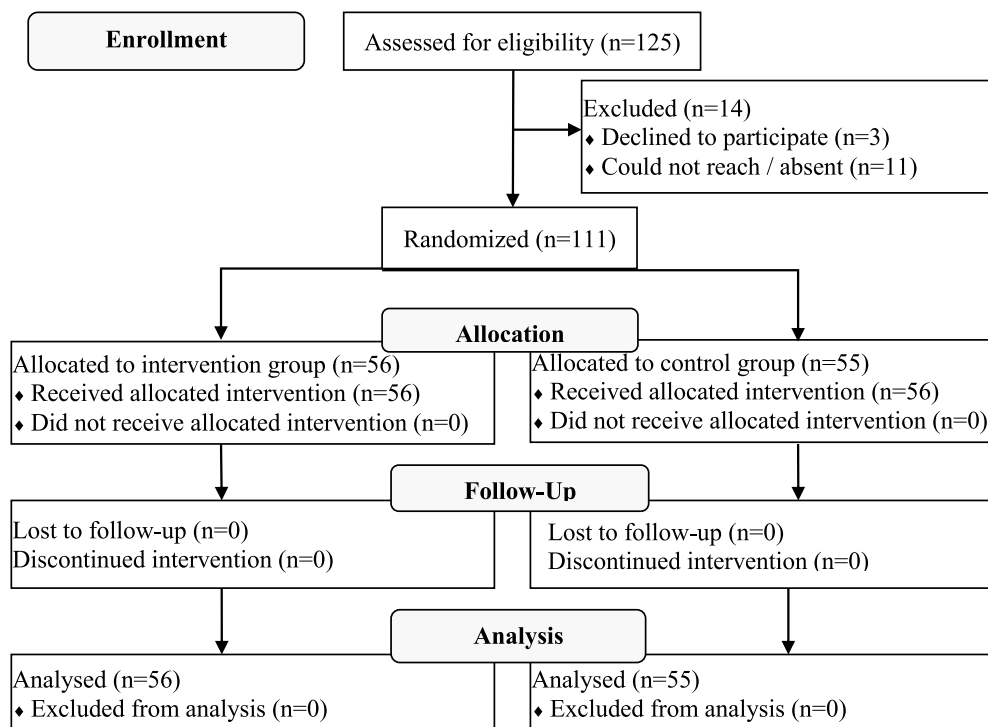 Enrollment
Assessed for eligibility (n=125)
Excluded (n=14)
♦ Declined to participate (n=3)
♦ Could not reach / absent (n=11)
Randomized (n=111)
Allocation
Allocated to intervention group (n=56)
♦ Received allocated intervention (n=56)
♦ Did not receive allocated intervention (n=0)
Allocated to control group (n=55)
♦ Received allocated intervention (n=56)
♦ Did not receive allocated intervention (n=0)
Follow-Up
Lost to follow-up (n=0)
Discontinued intervention (n=0)
Lost to follow-up (n=0)
Discontinued intervention (n=0)
Analysis
Analysed (n=56)
♦ Excluded from analysis (n=0)
Analysed (n=55)
♦ Excluded from analysis (n=0)